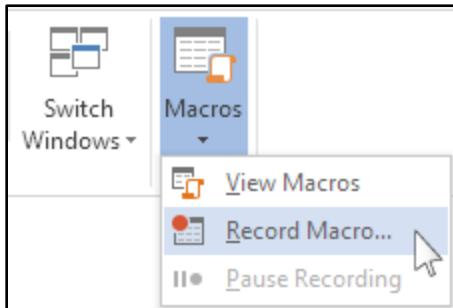 Switch
Windows
Macros
View Macros
Record Macro...
Pause Recording